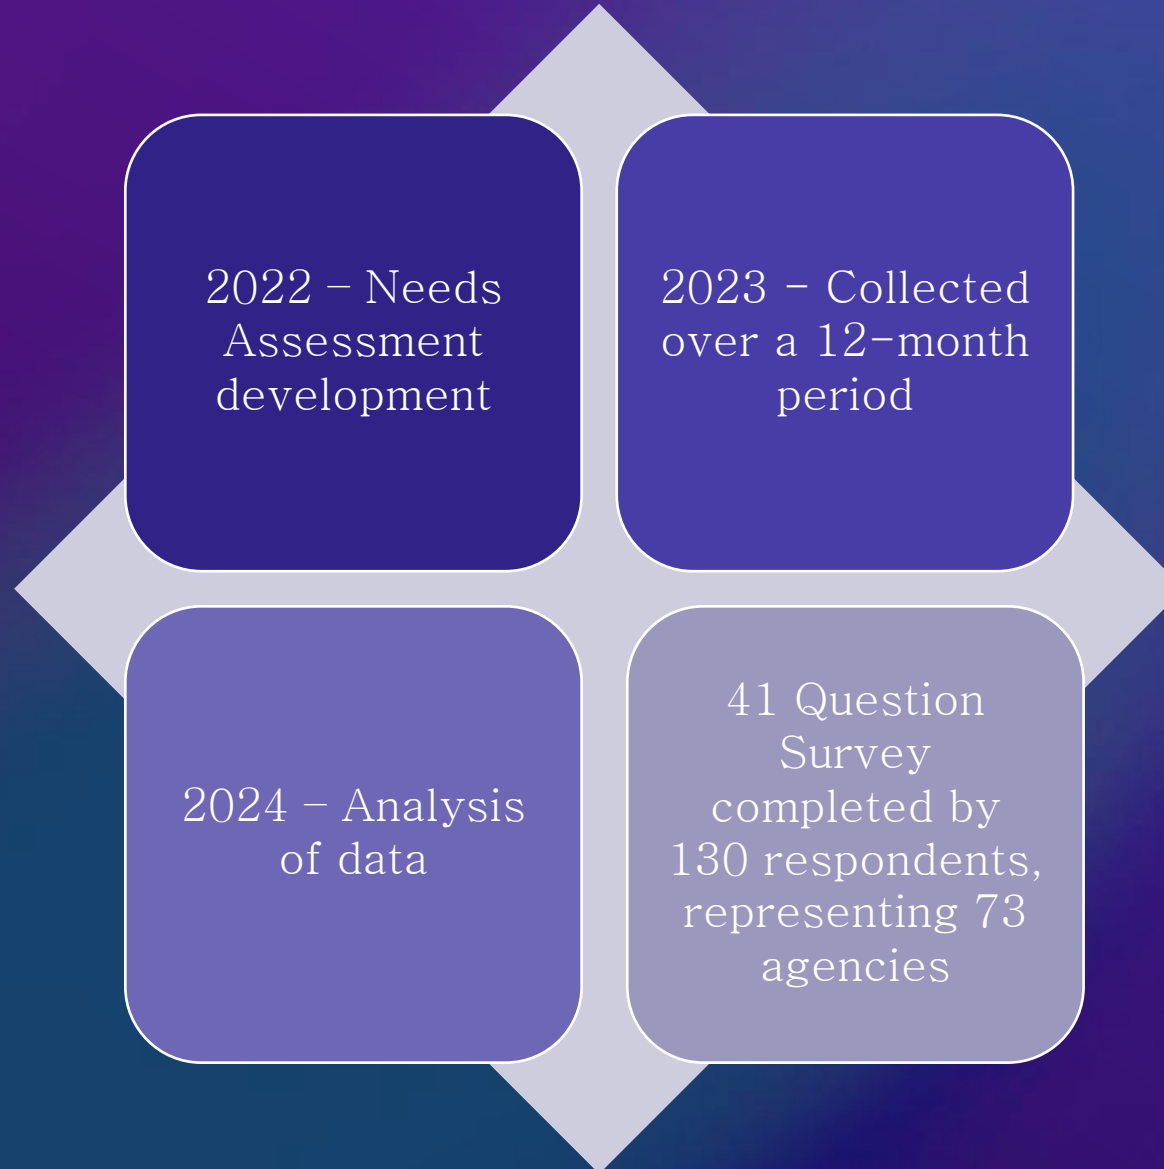 2022 – Needs
Assessment
development
2023 - Collected
over a 12-month
period
2024 – Analysis
of data
41 Question
Survey
completed by
130 respondents,
representing 73
agencies